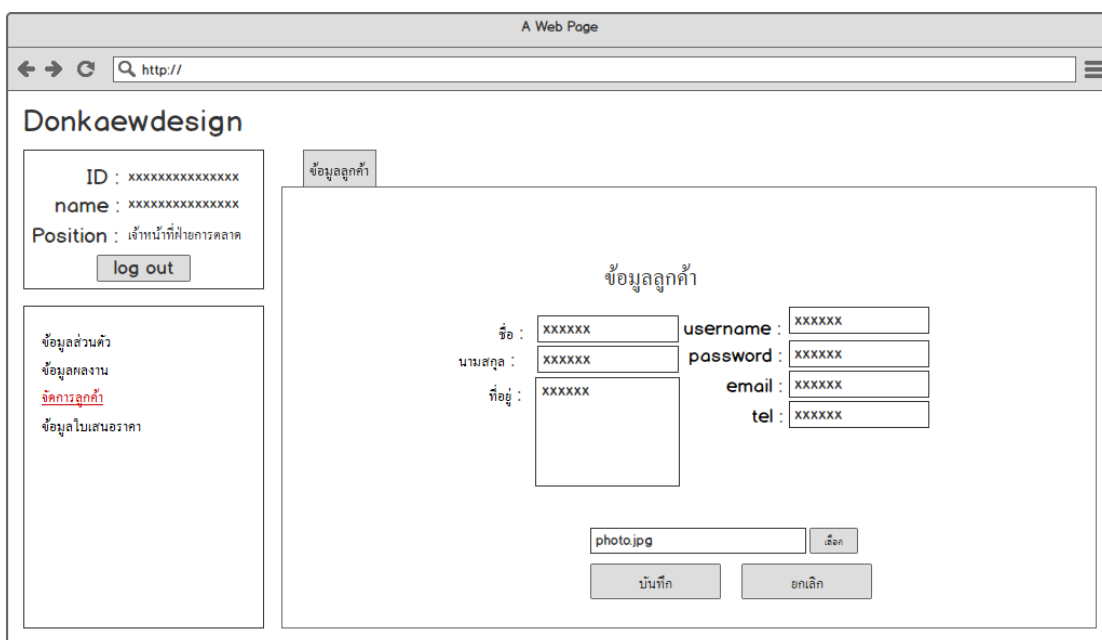 A Web Page
http://
Donkaewdesign
ID : xxxxxxxxxxxxxxx
name : xxxxxxxxxxxxxxx
Position : เจ้าหน้าที่ฝ่ายการตลาด
log out
ข้อมูลส่วนตัว
ข้อมูลผลงาน
จัดการลูกค้า
ข้อมูลใบเสนอราคา
ข้อมูลลูกค้า
ข้อมูลลูกค้า
ชื่อ : xxxxxx
นามสกุล : xxxxxx
ที่อยู่ : xxxxxx
username : xxxxxx
password : xxxxxx
email : xxxxxx
tel : xxxxxx
photo.jpg เลือก
บันทึก ยกเลิก